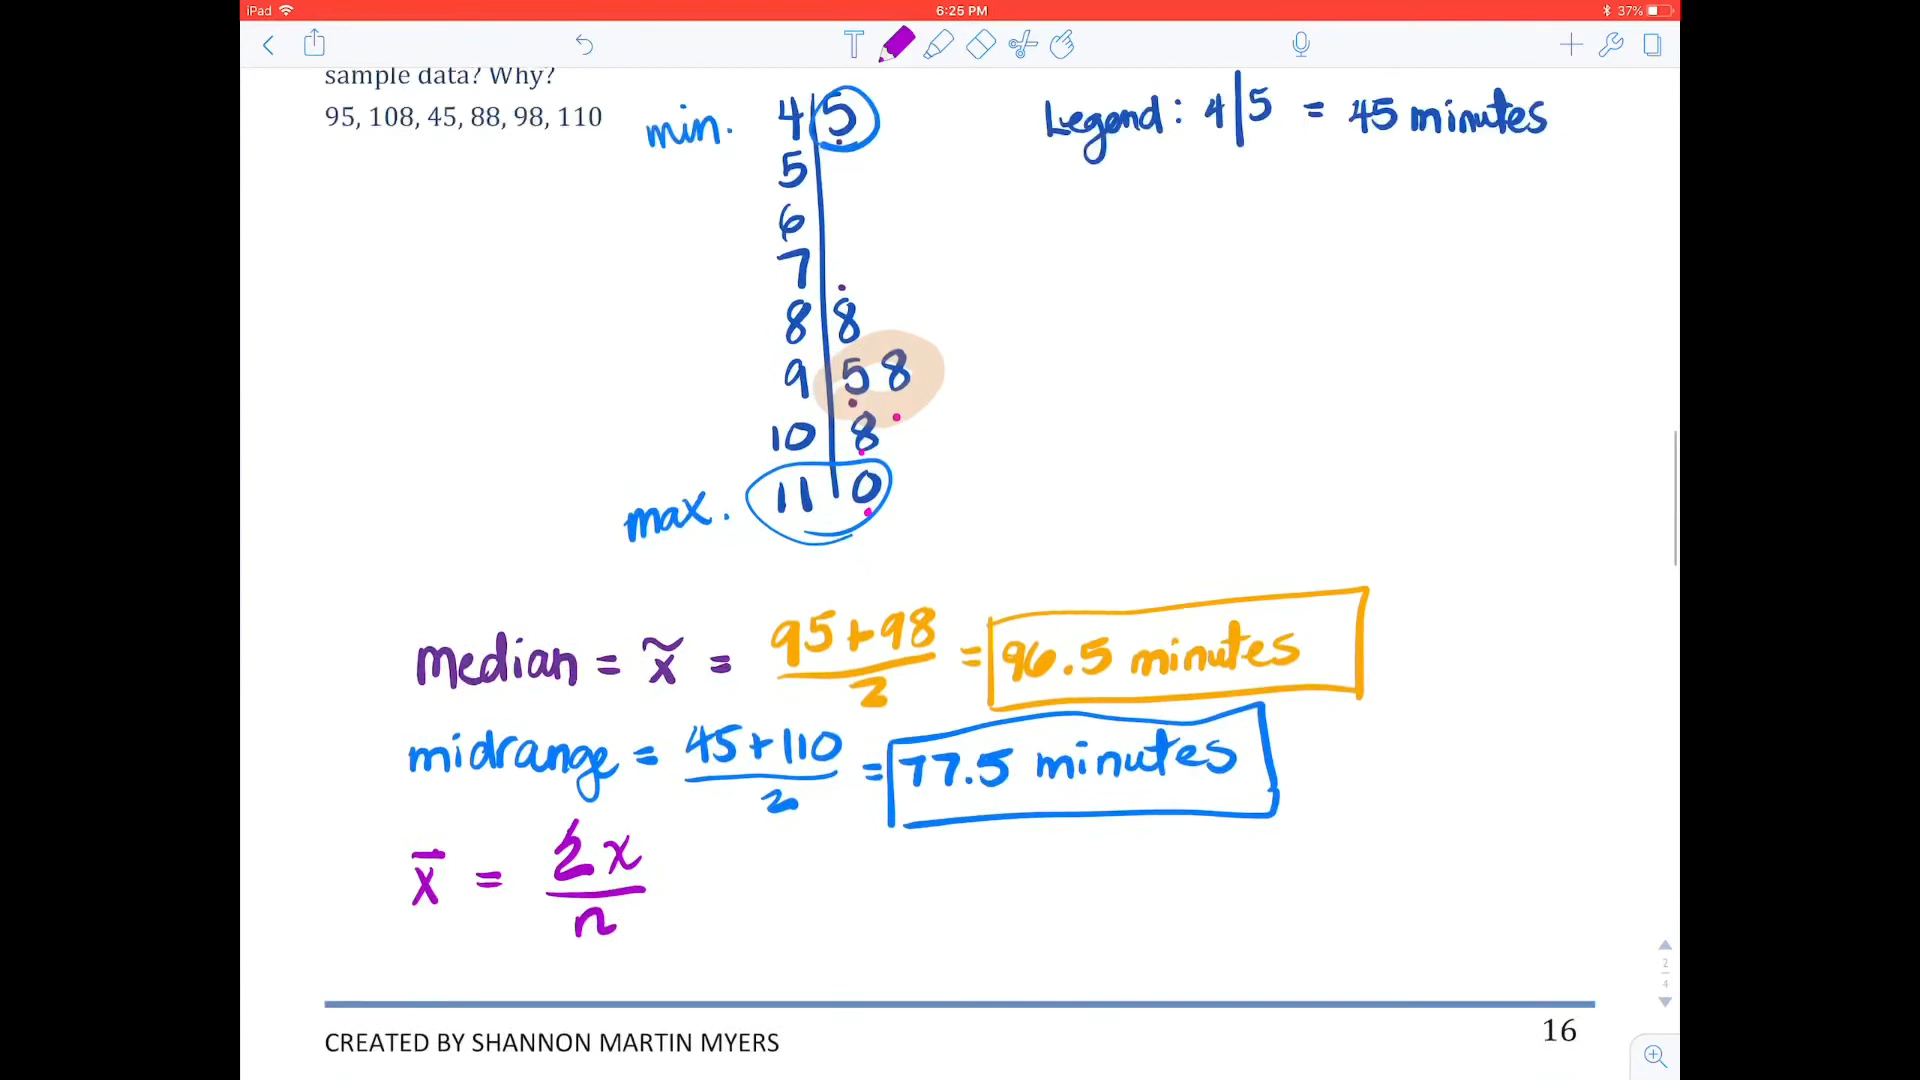 iPad 6:25 PM 37%
T
sample data? Why?
95, 108, 45, 88, 98, 110
min. 4|5
Legend: 4|5 = 45 minutes
5|
6|
7|
8|8
9|5 8
10|8
max. 11|0
median = x̃ = 95+98/2 = 96.5 minutes
midrange = 45+110/2 = 77.5 minutes
x̄ = Σx/n
2/4
CREATED BY SHANNON MARTIN MYERS
16